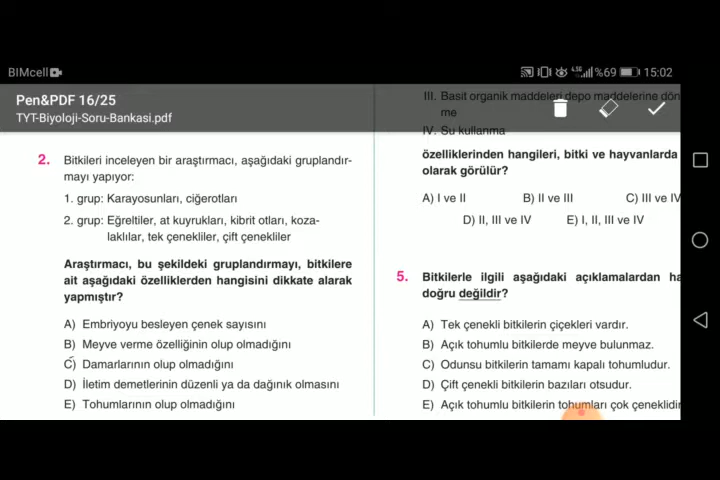 BIMcell
%69
15:02
Pen&PDF 16/25
TYT-Biyoloji-Soru-Bankasi.pdf
2. Bitkileri inceleyen bir araştırmacı, aşağıdaki gruplandır-
mayı yapıyor:
1. grup: Karayosunları, ciğerotları
2. grup: Eğreltiler, at kuyrukları, kibrit otları, koza-
laklılar, tek çenekliler, çift çenekliler
Araştırmacı, bu şekildeki gruplandırmayı, bitkilere
ait aşağıdaki özelliklerden hangisini dikkate alarak
yapmıştır?
A) Embriyoyu besleyen çenek sayısını
B) Meyve verme özelliğinin olup olmadığını
C) Damarlarının olup olmadığını
D) İletim demetlerinin düzenli ya da dağınık olmasını
E) Tohumlarının olup olmadığını
III. Basit organik maddeleri depo maddelerine dön
me
IV. Su kullanma
özelliklerinden hangileri, bitki ve hayvanlarda
olarak görülür?
A) I ve II B) II ve III C) III ve IV
D) II, III ve IV E) I, II, III ve IV
5. Bitkilerle ilgili aşağıdaki açıklamalardan ha
doğru değildir?
A) Tek çenekli bitkilerin çiçekleri vardır.
B) Açık tohumlu bitkilerde meyve bulunmaz.
C) Odunsu bitkilerin tamamı kapalı tohumludur.
D) Çift çenekli bitkilerin bazıları otsudur.
E) Açık tohumlu bitkilerin tohumları çok çeneklidir